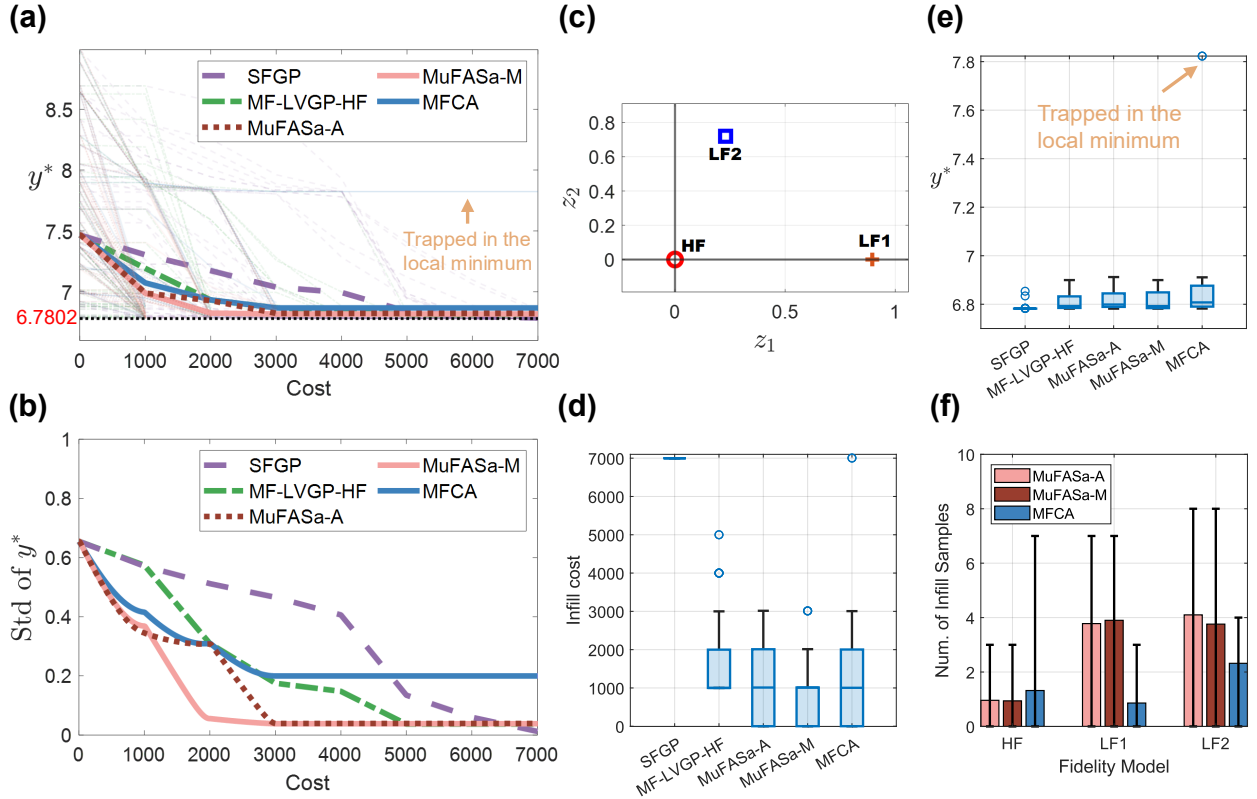 (a)
SFGP
MuFASa-M
MF-LVGP-HF
MFCA
MuFASa-A
8.5
8
7.5
7
6.7802
y*
Trapped in the
local minimum
0 1000 2000 3000 4000 5000 6000 7000
Cost
(b)
SFGP
MuFASa-M
MF-LVGP-HF
MFCA
MuFASa-A
1
0.8
0.6
0.4
0.2
0
Std of y*
0 1000 2000 3000 4000 5000 6000 7000
Cost
(c)
0.8
0.6
0.4
0.2
0
z₂
LF2
HF
LF1
0 0.5 1
z₁
(d)
7000
6000
5000
4000
3000
2000
1000
0
Infill cost
SFGP
MF-LVGP-HF
MuFASa-A
MuFASa-M
MFCA
(e)
7.8
7.6
7.4
7.2
7
6.8
y*
Trapped in the
local minimum
SFGP
MF-LVGP-HF
MuFASa-A
MuFASa-M
MFCA
(f)
10
8
6
4
2
0
Num. of Infill Samples
MuFASa-A
MuFASa-M
MFCA
HF LF1 LF2
Fidelity Model